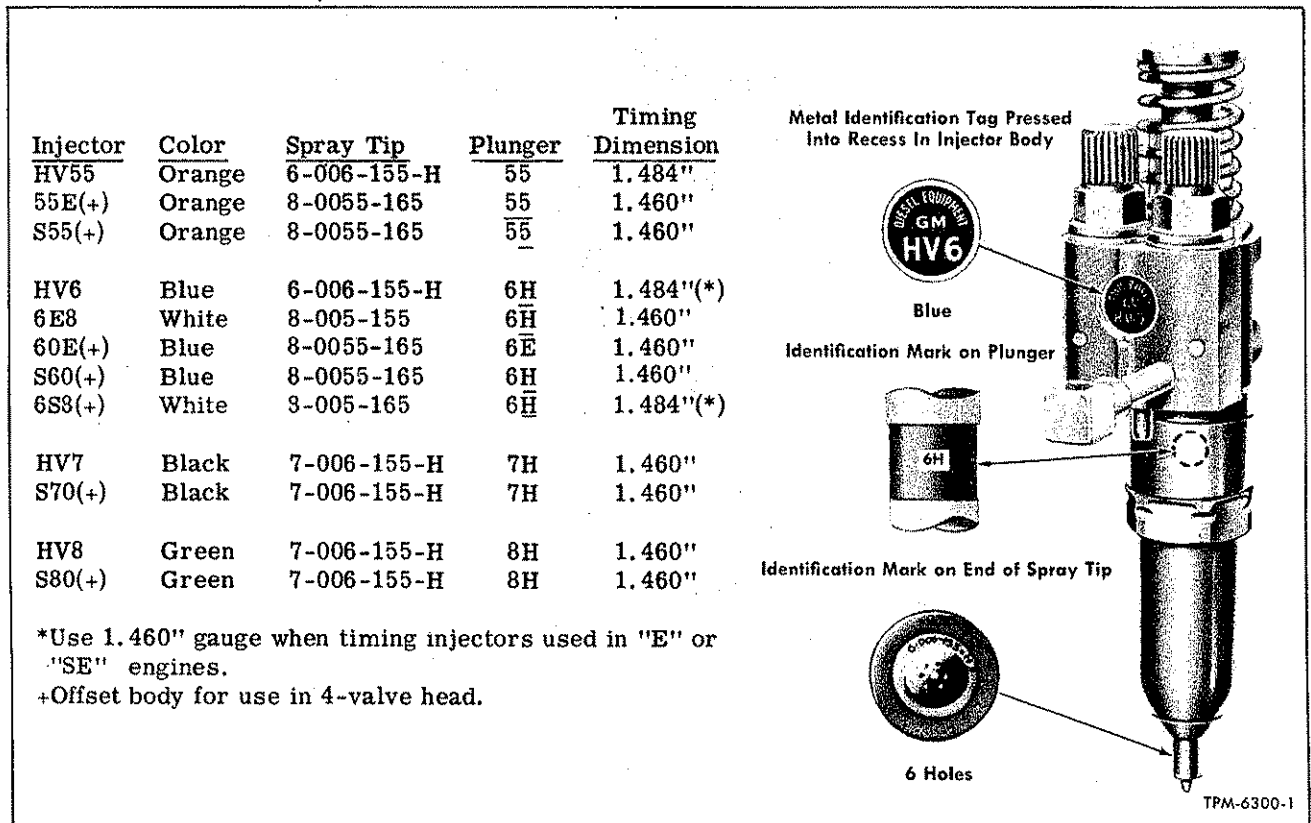 Timing
Injector Color Spray Tip Plunger Dimension
HV55 Orange 6-006-155-H 55 1.484"
55E(+) Orange 8-0055-165 55 1.460"
S55(+) Orange 8-0055-165 55 1.460"
HV6 Blue 6-006-155-H 6H 1.484"(*)
6E8 White 8-005-155 6H 1.460"
60E(+) Blue 8-0055-165 6E 1.460"
S60(+) Blue 8-0055-165 6H 1.460"
6S8(+) White 8-005-165 6H 1.484"(*)
HV7 Black 7-006-155-H 7H 1.460"
S70(+) Black 7-006-155-H 7H 1.460"
HV8 Green 7-006-155-H 8H 1.460"
S80(+) Green 7-006-155-H 8H 1.460"
*Use 1.460" gauge when timing injectors used in "E" or
"SE" engines.
+Offset body for use in 4-valve head.
Metal Identification Tag Pressed
Into Recess In Injector Body
DIESEL EQUIPMENT
GM
HV6
Blue
Identification Mark on Plunger
6H
Identification Mark on End of Spray Tip
6 Holes
TPM-6300-1